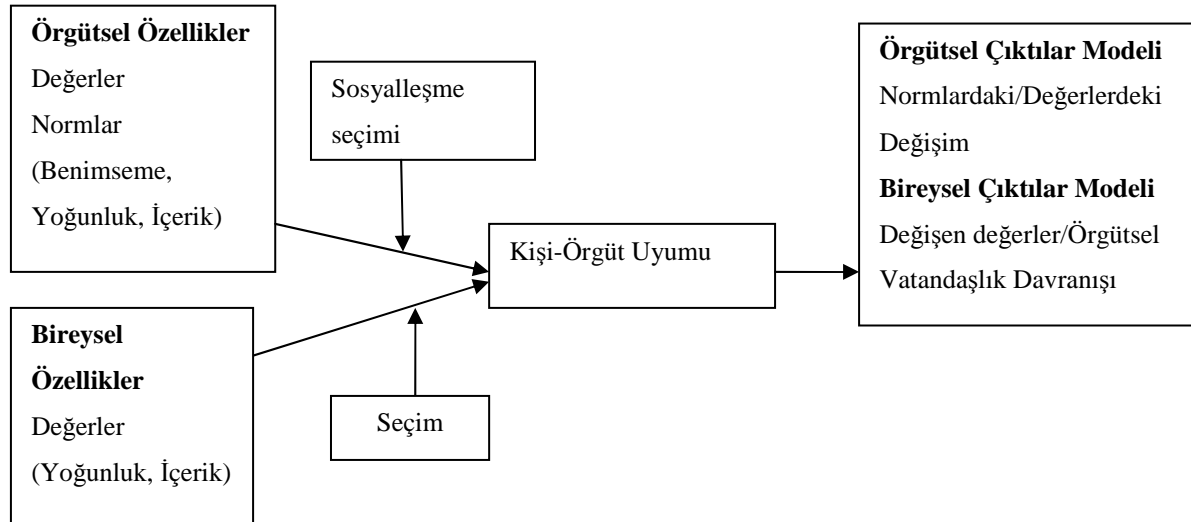 Örgütsel Özellikler
Değerler
Normlar
(Benimseme,
Yoğunluk, İçerik)
Sosyalleşme
seçimi
Bireysel
Özellikler
Değerler
(Yoğunluk, İçerik)
Seçim
Kişi-Örgüt Uyumu
Örgütsel Çıktılar Modeli
Normlardaki/Değerlerdeki
Değişim
Bireysel Çıktılar Modeli
Değişen değerler/Örgütsel
Vatandaşlık Davranışı